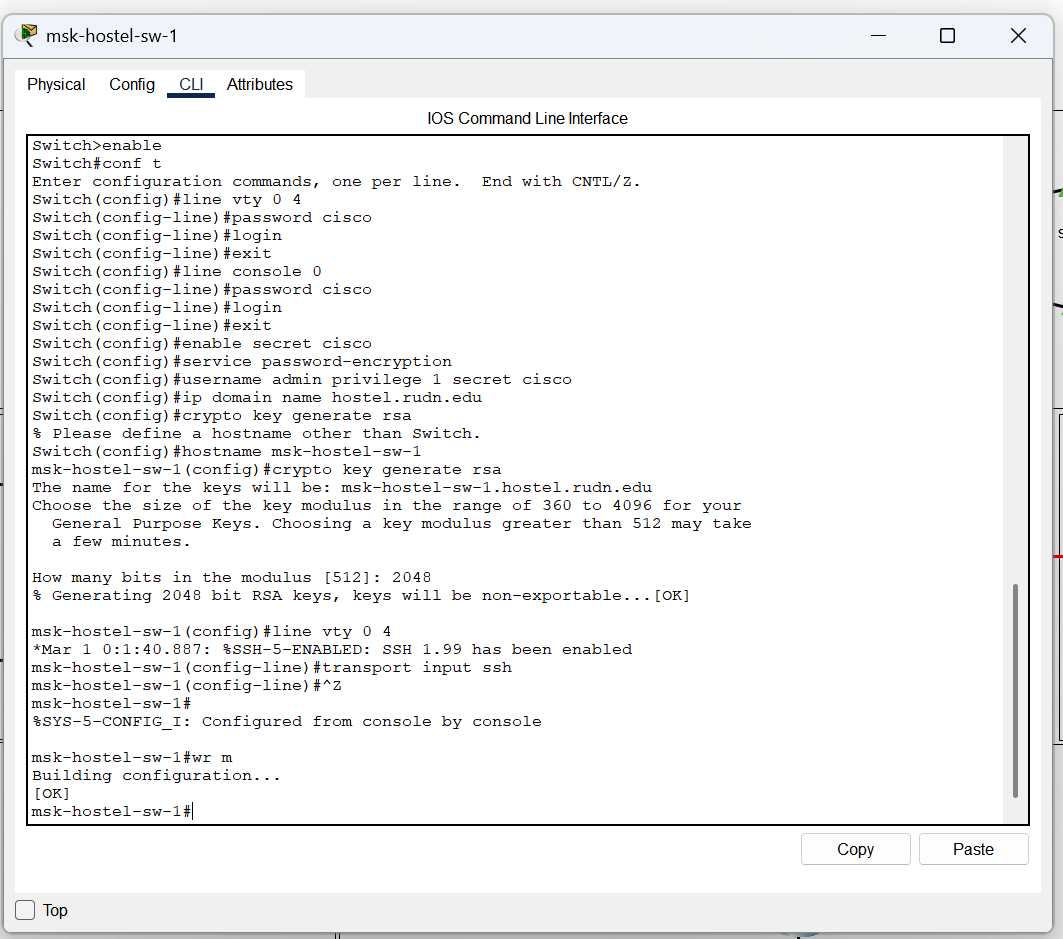 msk-hostel-sw-1
Physical Config CLI Attributes
IOS Command Line Interface
Switch>enable
Switch#conf t
Enter configuration commands, one per line.  End with CNTL/Z.
Switch(config)#line vty 0 4
Switch(config-line)#password cisco
Switch(config-line)#login
Switch(config-line)#exit
Switch(config)#line console 0
Switch(config-line)#password cisco
Switch(config-line)#login
Switch(config-line)#exit
Switch(config)#enable secret cisco
Switch(config)#service password-encryption
Switch(config)#username admin privilege 1 secret cisco
Switch(config)#ip domain name hostel.rudn.edu
Switch(config)#crypto key generate rsa
% Please define a hostname other than Switch.
Switch(config)#hostname msk-hostel-sw-1
msk-hostel-sw-1(config)#crypto key generate rsa
The name for the keys will be: msk-hostel-sw-1.hostel.rudn.edu
Choose the size of the key modulus in the range of 360 to 4096 for your
  General Purpose Keys. Choosing a key modulus greater than 512 may take
  a few minutes.
How many bits in the modulus [512]: 2048
% Generating 2048 bit RSA keys, keys will be non-exportable...[OK]
msk-hostel-sw-1(config)#line vty 0 4
*Mar 1 0:1:40.887: %SSH-5-ENABLED: SSH 1.99 has been enabled
msk-hostel-sw-1(config-line)#transport input ssh
msk-hostel-sw-1(config-line)#^Z
msk-hostel-sw-1#
%SYS-5-CONFIG_I: Configured from console by console
msk-hostel-sw-1#wr m
Building configuration...
[OK]
msk-hostel-sw-1#
Copy Paste
Top